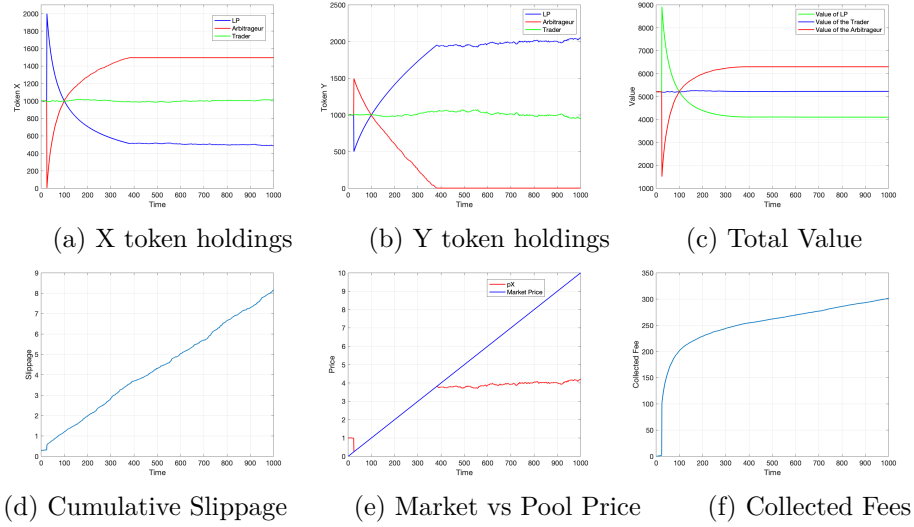 2000
1800
1600
1400
1200
1000
800
600
400
200
0
Token X
LP
Arbitrageur
Trader
0 100 200 300 400 500 600 700 800 900 1000
Time
(a) X token holdings
2500
2000
1500
1000
500
0
Token Y
LP
Arbitrageur
Trader
0 100 200 300 400 500 600 700 800 900 1000
Time
(b) Y token holdings
9000
8000
7000
6000
5000
4000
3000
2000
1000
Value
Value of LP
Value of the Trader
Value of the Arbitrageur
0 100 200 300 400 500 600 700 800 900 1000
Time
(c) Total Value
9
8
7
6
5
4
3
2
1
0
Slippage
0 100 200 300 400 500 600 700 800 900 1000
Time
(d) Cumulative Slippage
10
9
8
7
6
5
4
3
2
1
0
Price
pX
Market Price
0 100 200 300 400 500 600 700 800 900 1000
Time
(e) Market vs Pool Price
350
300
250
200
150
100
50
0
Collected Fee
0 100 200 300 400 500 600 700 800 900 1000
Time
(f) Collected Fees